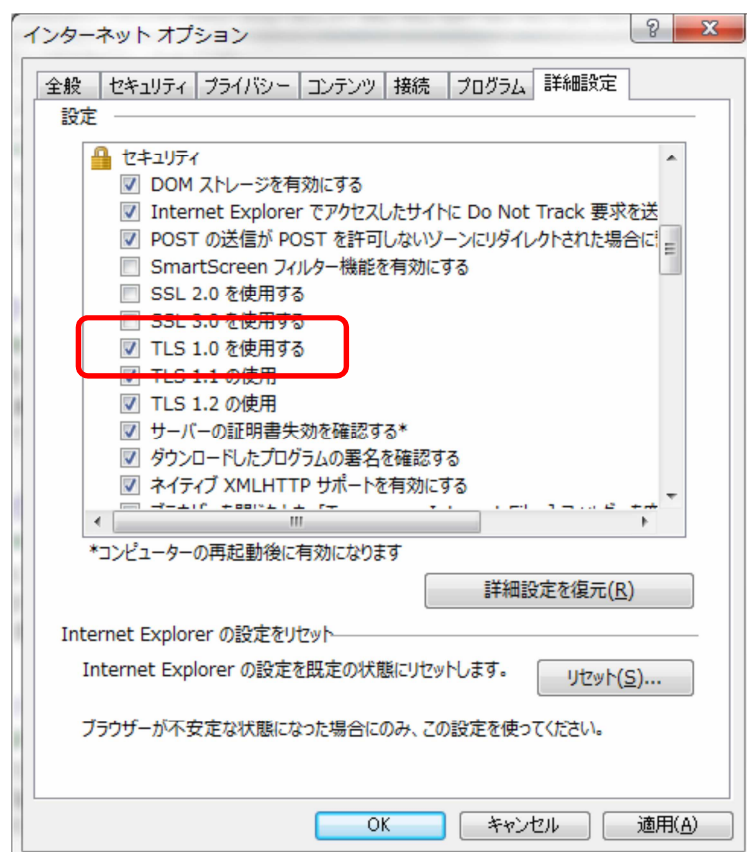 インターネット オプション
全般 セキュリティ プライバシー コンテンツ 接続 プログラム 詳細設定
設定
セキュリティ
DOM ストレージを有効にする
Internet Explorer でアクセスしたサイトに Do Not Track 要求を送
POST の送信が POST を許可しないゾーンにリダイレクトされた場合に
SmartScreen フィルター機能を有効にする
SSL 2.0 を使用する
SSL 3.0 を使用する
TLS 1.0 を使用する
TLS 1.1 の使用
TLS 1.2 の使用
サーバーの証明書失効を確認する*
ダウンロードしたプログラムの署名を確認する
ネイティブ XMLHTTP サポートを有効にする
*コンピューターの再起動後に有効になります
詳細設定を復元(R)
Internet Explorer の設定をリセット
Internet Explorer の設定を既定の状態にリセットします。
リセット(S)...
ブラウザーが不安定な状態になった場合にのみ、この設定を使ってください。
OK キャンセル 適用(A)